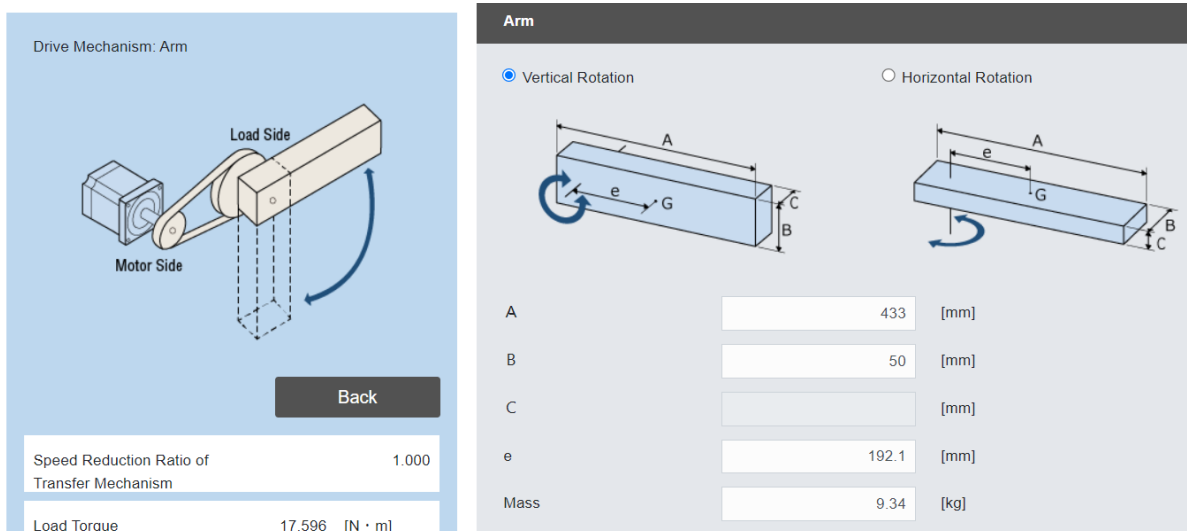 Drive Mechanism: Arm
Load Side
Motor Side
Back
Speed Reduction Ratio of 1.000
Transfer Mechanism
Load Torque 17.596 [N・m]
Arm
Vertical Rotation Horizontal Rotation
A
e
G
C
B
A
e
G
B
C
A 433 [mm]
B 50 [mm]
C [mm]
e 192.1 [mm]
Mass 9.34 [kg]